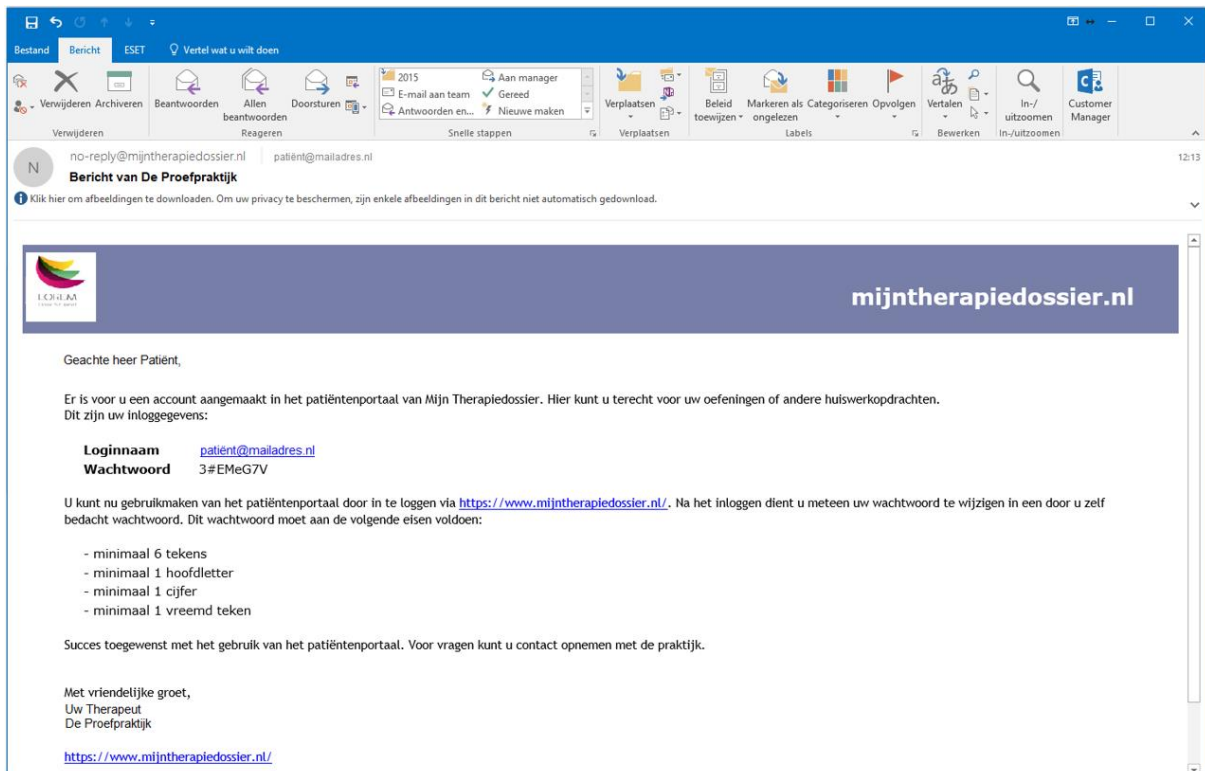 Bestand Bericht ESET Vertel wat u wilt doen
Verwijderen Archiveren
Beantwoorden Allen beantwoorden Doorsturen
2015 Aan manager
E-mail aan team Gereed
Antwoorden en... Nieuwe maken
Verplaatsen
Beleid toewijzen Markeren als ongelezen Categoriseren Opvolgen
Vertalen
In-/ uitzoomen
Customer Manager
Verwijderen Reageren Snelle stappen Verplaatsen Labels Bewerken In-/uitzoomen
N
no-reply@mijntherapiedossier.nl patiënt@mailadres.nl 12:13
Bericht van De Proefpraktijk
Klik hier om afbeeldingen te downloaden. Om uw privacy te beschermen, zijn enkele afbeeldingen in dit bericht niet automatisch gedownload.
mijntherapiedossier.nl
Geachte heer Patiënt,
Er is voor u een account aangemaakt in het patiëntenportaal van Mijn Therapiedossier. Hier kunt u terecht voor uw oefeningen of andere huiswerkopdrachten.
Dit zijn uw inloggegevens:
Loginnaam patiënt@mailadres.nl
Wachtwoord 3#EMeG7V
U kunt nu gebruikmaken van het patiëntenportaal door in te loggen via https://www.mijntherapiedossier.nl/. Na het inloggen dient u meteen uw wachtwoord te wijzigen in een door u zelf
bedacht wachtwoord. Dit wachtwoord moet aan de volgende eisen voldoen:
- minimaal 6 tekens
- minimaal 1 hoofdletter
- minimaal 1 cijfer
- minimaal 1 vreemd teken
Succes toegewenst met het gebruik van het patiëntenportaal. Voor vragen kunt u contact opnemen met de praktijk.
Met vriendelijke groet,
Uw Therapeut
De Proefpraktijk
https://www.mijntherapiedossier.nl/